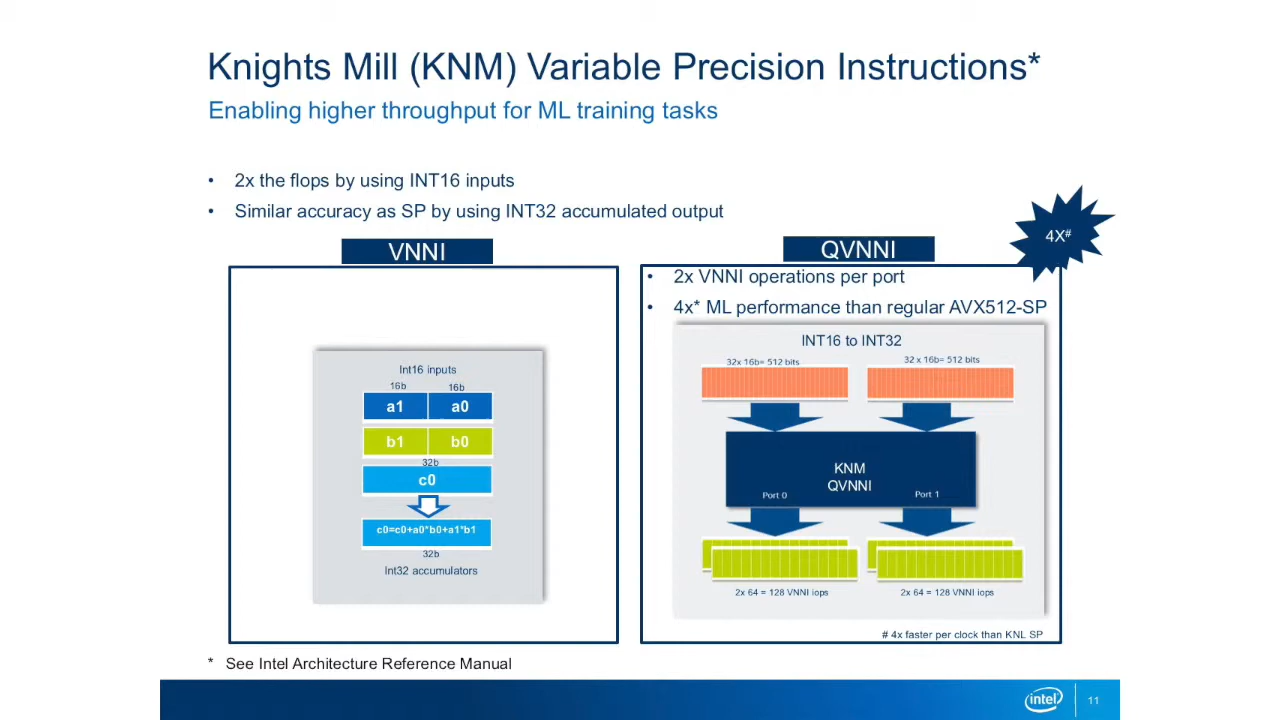 Knights Mill (KNM) Variable Precision Instructions*
Enabling higher throughput for ML training tasks
• 2x the flops by using INT16 inputs
• Similar accuracy as SP by using INT32 accumulated output
4X#
VNNI
Int16 inputs
16b 16b
a1 a0
b1 b0
32b
c0
c0=c0+a0*b0+a1*b1
32b
Int32 accumulators
QVNNI
• 2x VNNI operations per port
• 4x* ML performance than regular AVX512-SP
INT16 to INT32
32x 16b= 512 bits 32 x 16b= 512 bits
KNM
QVNNI
Port 0 Port 1
2x 64 = 128 VNNI iops 2x 64 = 128 VNNI iops
# 4x faster per clock than KNL SP
* See Intel Architecture Reference Manual
intel 11